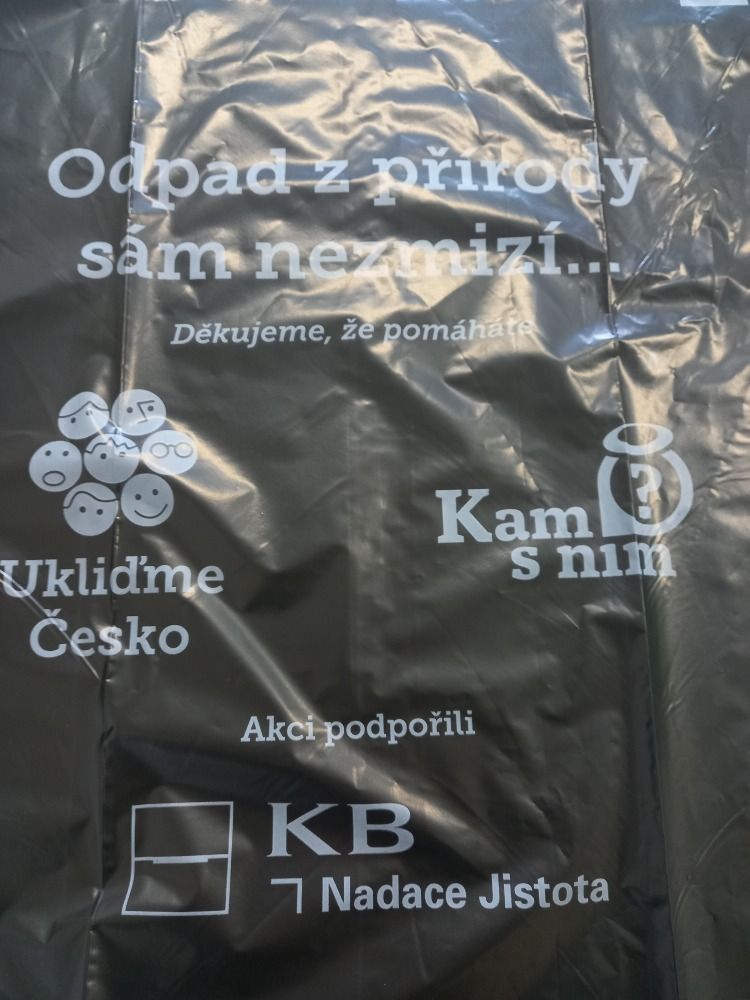 Odpad z přírody
sám nezmizí...
Děkujeme, že pomáháte
Ukliďme
Česko
Kam
s ním
?
Akci podpořili
KB
Nadace Jistota